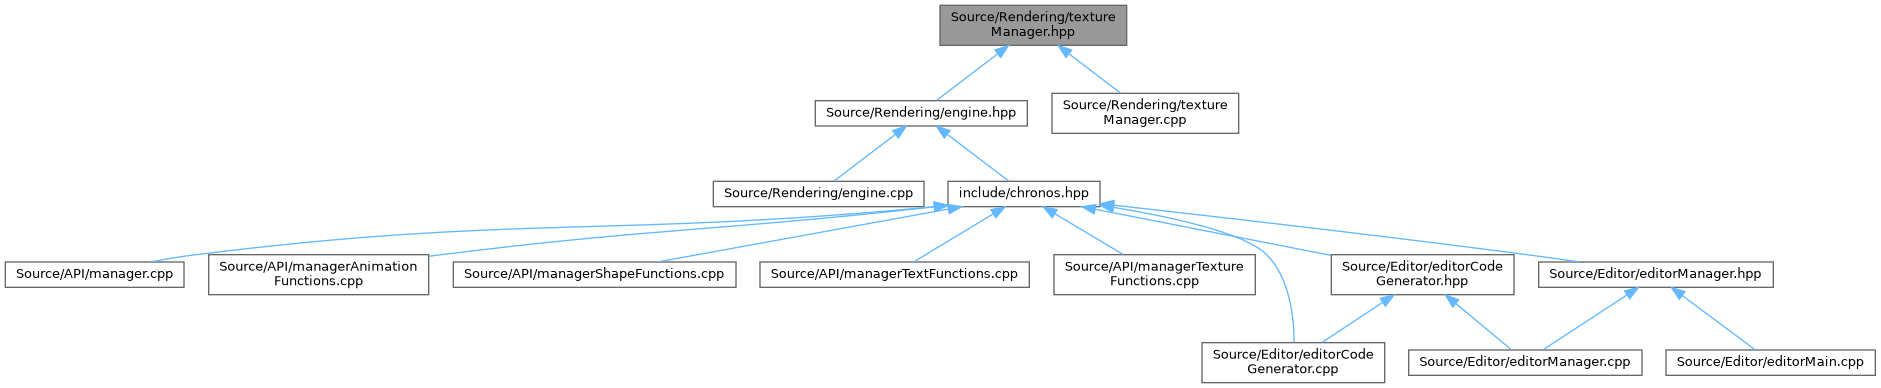 Source/Rendering/texture
Manager.hpp
Source/Rendering/engine.hpp
Source/Rendering/texture
Manager.cpp
Source/Rendering/engine.cpp
include/chronos.hpp
Source/API/manager.cpp
Source/API/managerAnimation
Functions.cpp
Source/API/managerShapeFunctions.cpp
Source/API/managerTextFunctions.cpp
Source/API/managerTexture
Functions.cpp
Source/Editor/editorCode
Generator.hpp
Source/Editor/editorManager.hpp
Source/Editor/editorCode
Generator.cpp
Source/Editor/editorManager.cpp
Source/Editor/editorMain.cpp